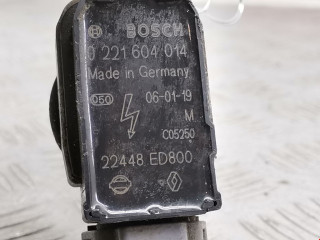 BOSCH
0 221 604 014
Made in Germany
050 06-01-19
M
C05250
22448 ED800